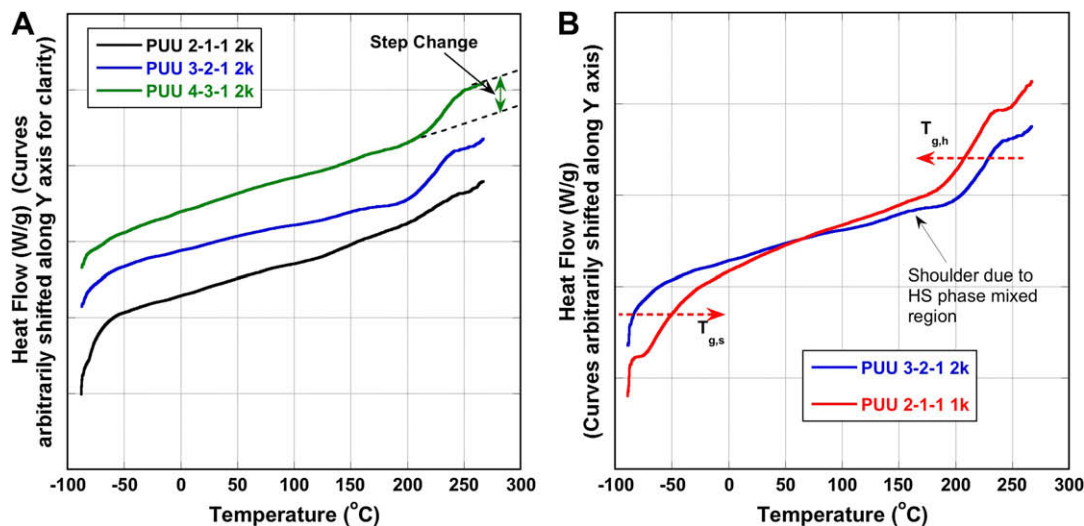 A
Heat Flow (W/g) (Curves
arbitrarily shifted along Y axis for clarity)
PUU 2-1-1 2k
PUU 3-2-1 2k
PUU 4-3-1 2k
Step Change
-100 -50 0 50 100 150 200 250 300
Temperature (°C)
B
Heat Flow (W/g)
(Curves arbitrarily shifted along Y axis)
Tg,h
Shoulder due to
HS phase mixed
region
Tg,s
PUU 3-2-1 2k
PUU 2-1-1 1k
-100 -50 0 50 100 150 200 250 300
Temperature (°C)